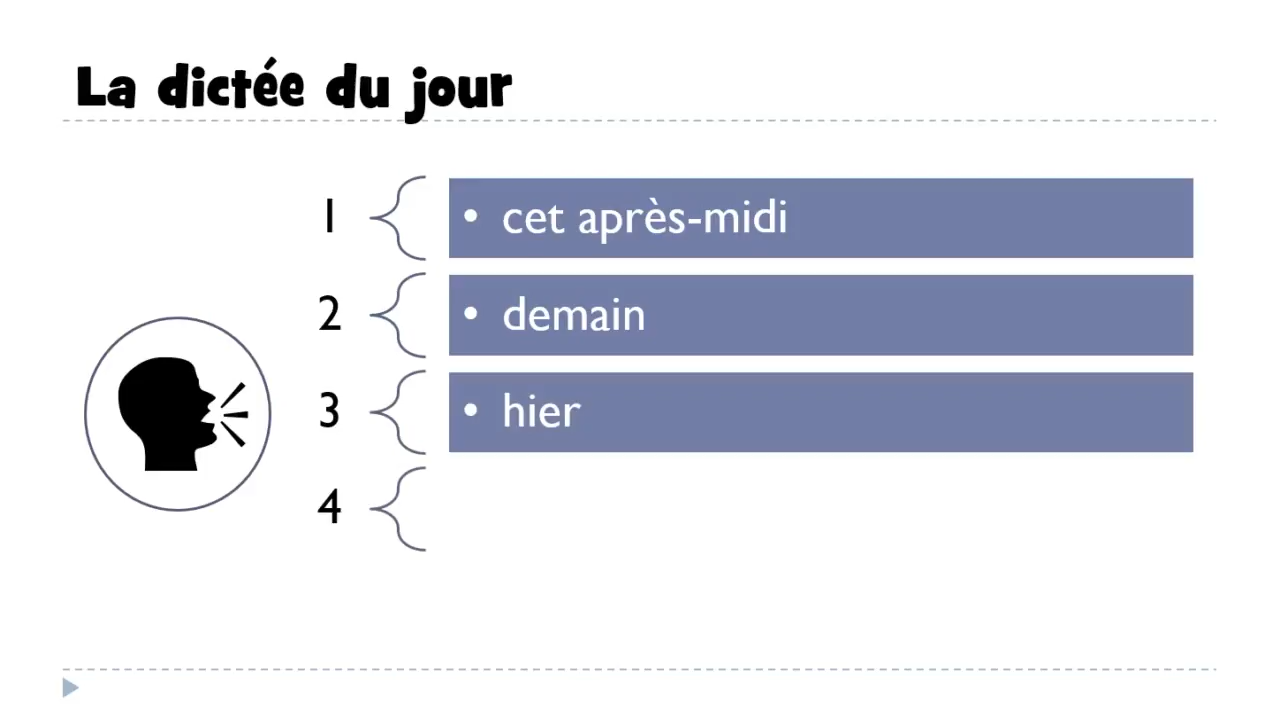 La dictée du jour
1
• cet après-midi
2
• demain
3
• hier
4